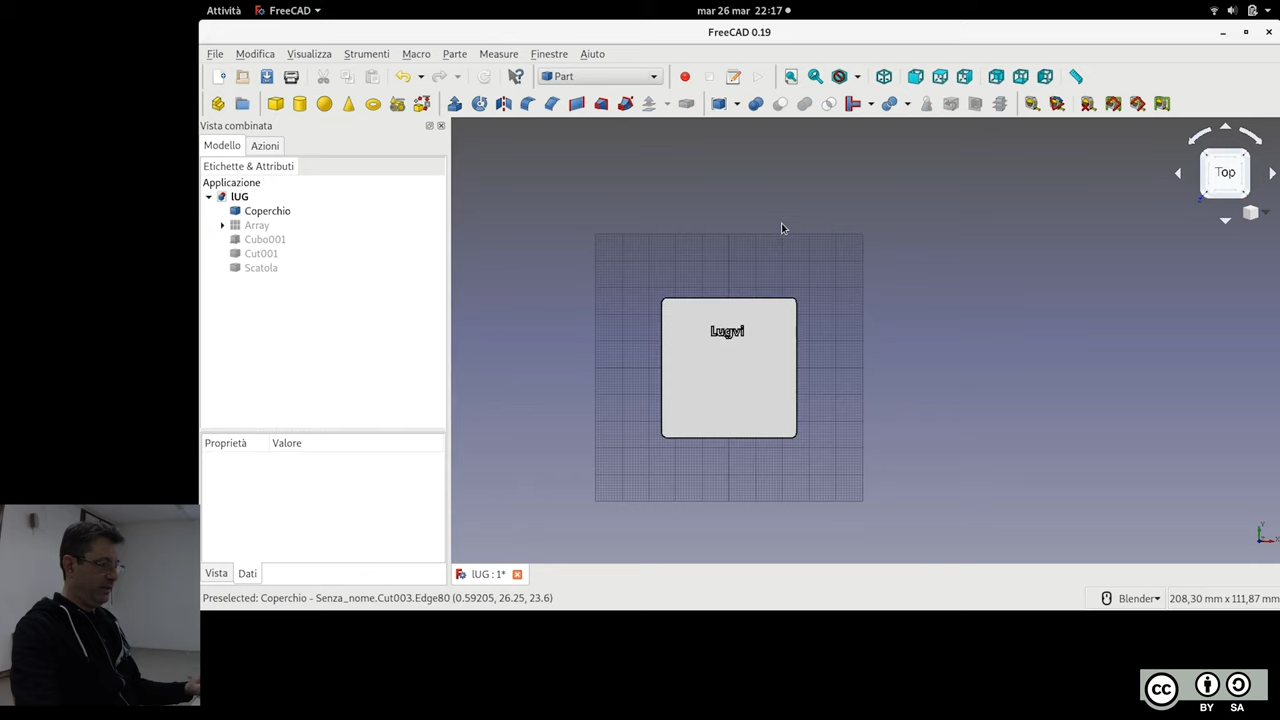 Attività FreeCAD mar 26 mar 22:17
FreeCAD 0.19
File Modifica Visualizza Strumenti Macro Parte Measure Finestre Aiuto
Part
Vista combinata
Modello Azioni
Etichette & Attributi
Applicazione
lUG
Coperchio
Array
Cubo001
Cut001
Scatola
Proprietà Valore
Vista Dati
Top
Lugvi
Y
X
Z
lUG : 1*
Preselected: Coperchio - Senza_nome.Cut003.Edge80 (0.59205, 26.25, 23.6)
Blender 208,30 mm x 111,87 mm
cc
BY SA